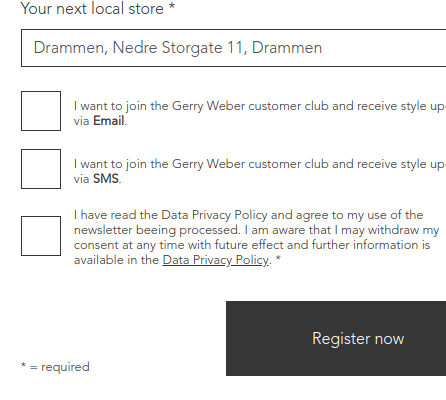 Your next local store *
Drammen, Nedre Storgate 11, Drammen
I want to join the Gerry Weber customer club and receive style up
via Email.
I want to join the Gerry Weber customer club and receive style up
via SMS.
I have read the Data Privacy Policy and agree to my use of the
newsletter beeing processed. I am aware that I may withdraw my
consent at any time with future effect and further information is
available in the Data Privacy Policy. *
Register now
* = required